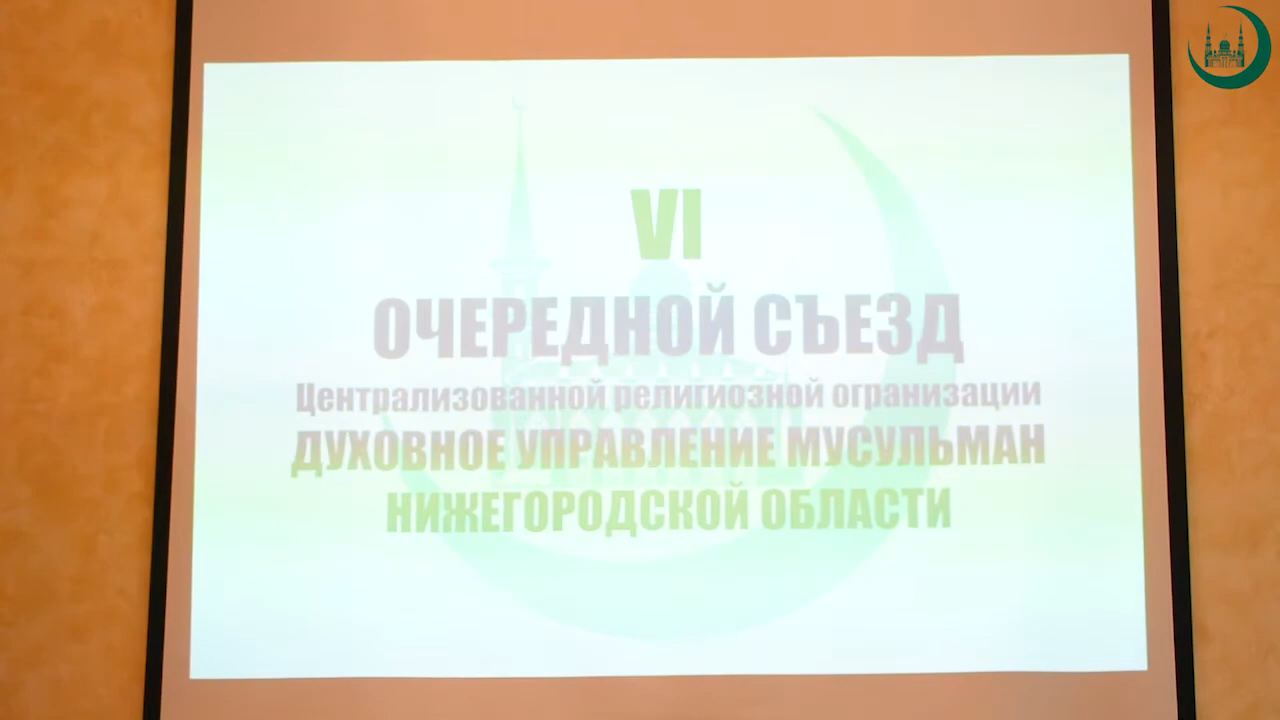 VI
ОЧЕРЕДНОЙ СЪЕЗД
Централизованной религиозной огранизации
ДУХОВНОЕ УПРАВЛЕНИЕ МУСУЛЬМАН
НИЖЕГОРОДСКОЙ ОБЛАСТИ